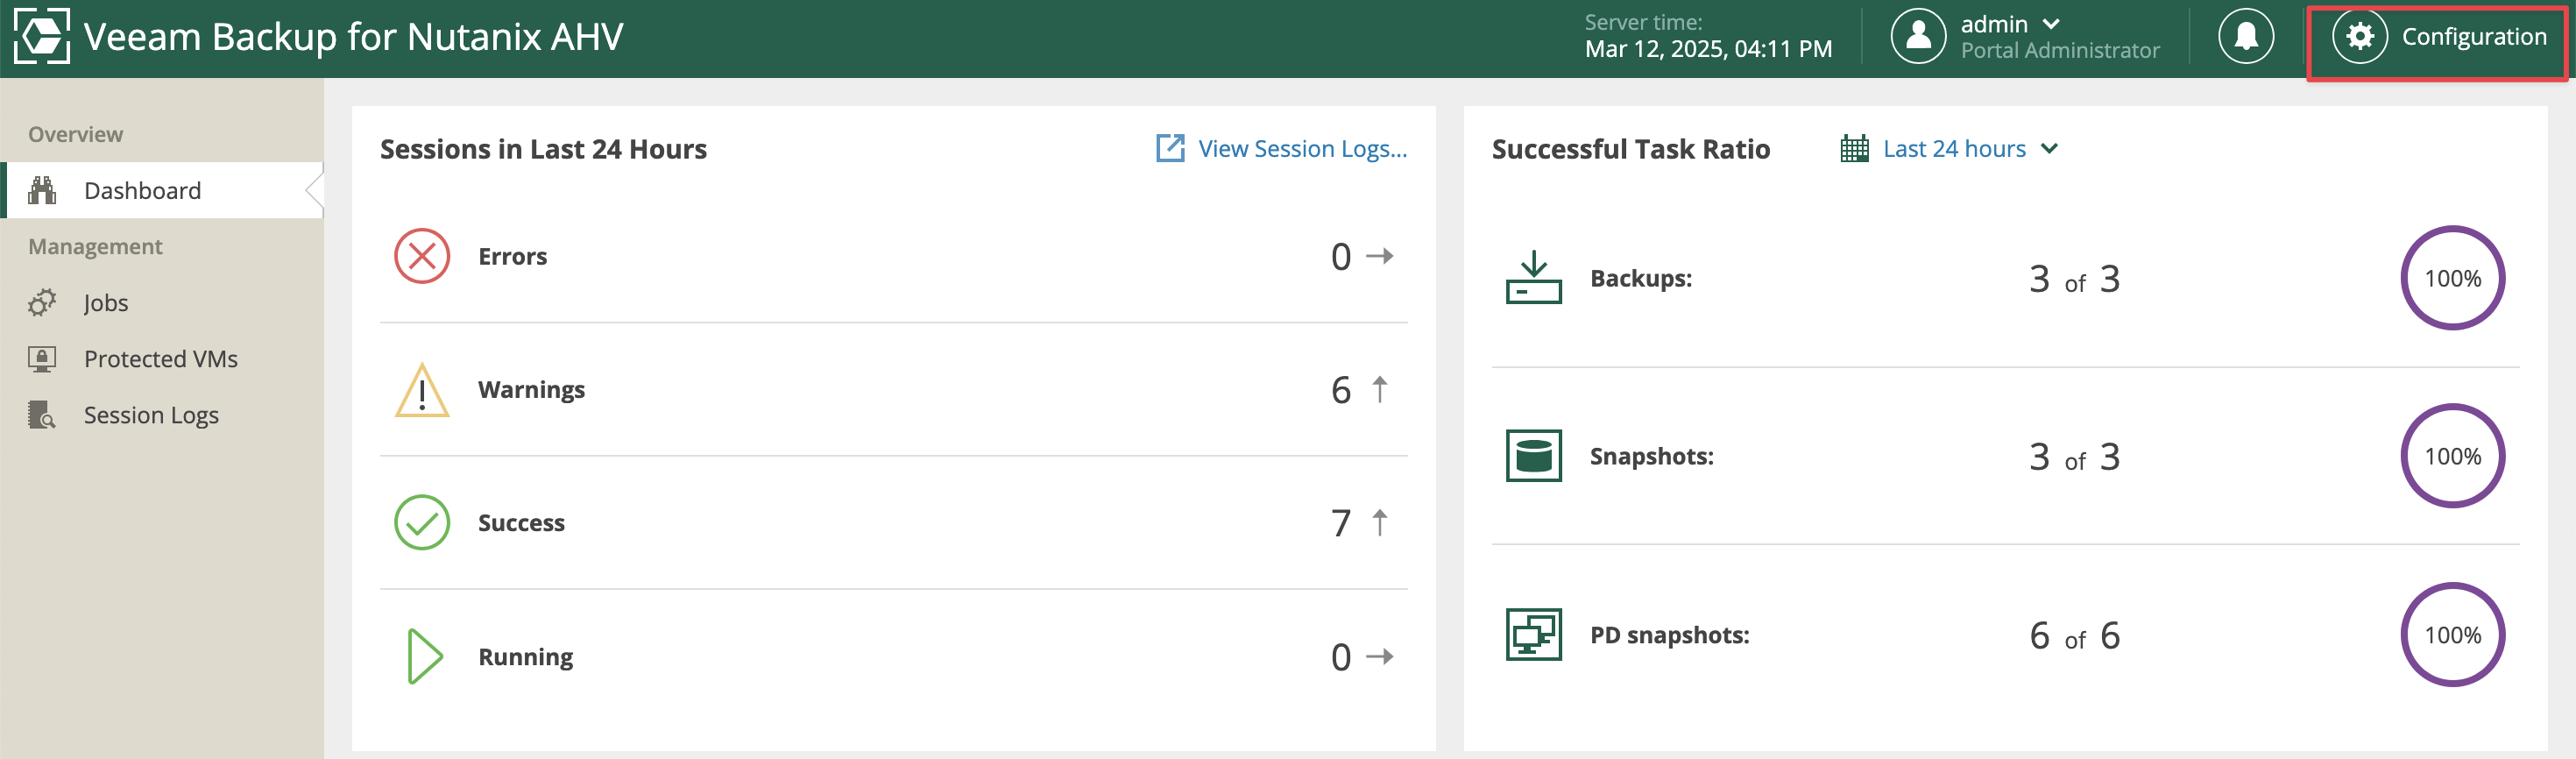 Veeam Backup for Nutanix AHV
Server time:
Mar 12, 2025, 04:11 PM
admin
Portal Administrator
Configuration
Overview
Dashboard
Management
Jobs
Protected VMs
Session Logs
Sessions in Last 24 Hours
View Session Logs...
Errors 0
Warnings 6
Success 7
Running 0
Successful Task Ratio
Last 24 hours
Backups: 3 of 3 100%
Snapshots: 3 of 3 100%
PD snapshots: 6 of 6 100%